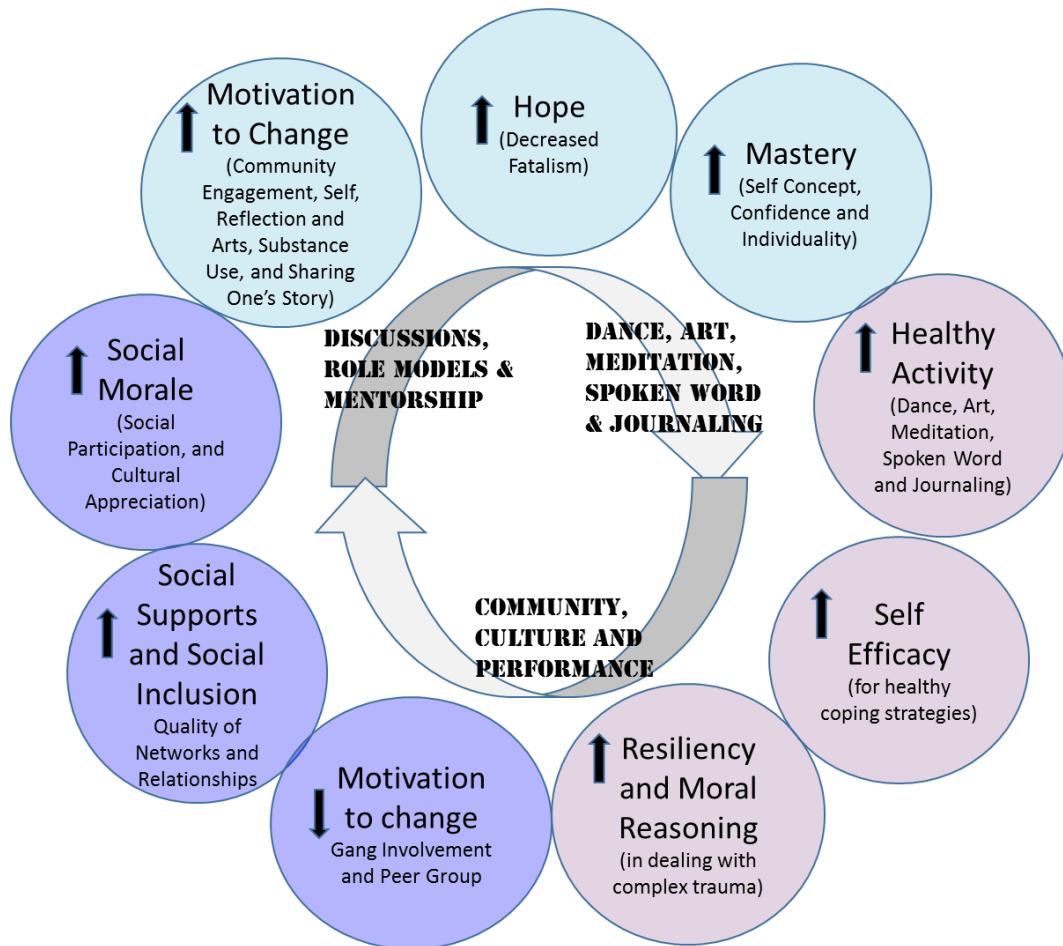 Motivation
to Change
(Community
Engagement, Self,
Reflection and
Arts, Substance
Use, and Sharing
One's Story)
Hope
(Decreased
Fatalism)
Mastery
(Self Concept,
Confidence and
Individuality)
Healthy
Activity
(Dance, Art,
Meditation,
Spoken Word
and Journaling)
Self
Efficacy
(for healthy
coping strategies)
Resiliency
and Moral
Reasoning
(in dealing with
complex trauma)
Motivation
to change
Gang Involvement
and Peer Group
Social
Supports
and Social
Inclusion
Quality of
Networks and
Relationships
Social
Morale
(Social
Participation, and
Cultural
Appreciation)
DISCUSSIONS,
ROLE MODELS &
MENTORSHIP
DANCE, ART,
MEDITATION,
SPOKEN WORD
& JOURNALING
COMMUNITY,
CULTURE AND
PERFORMANCE